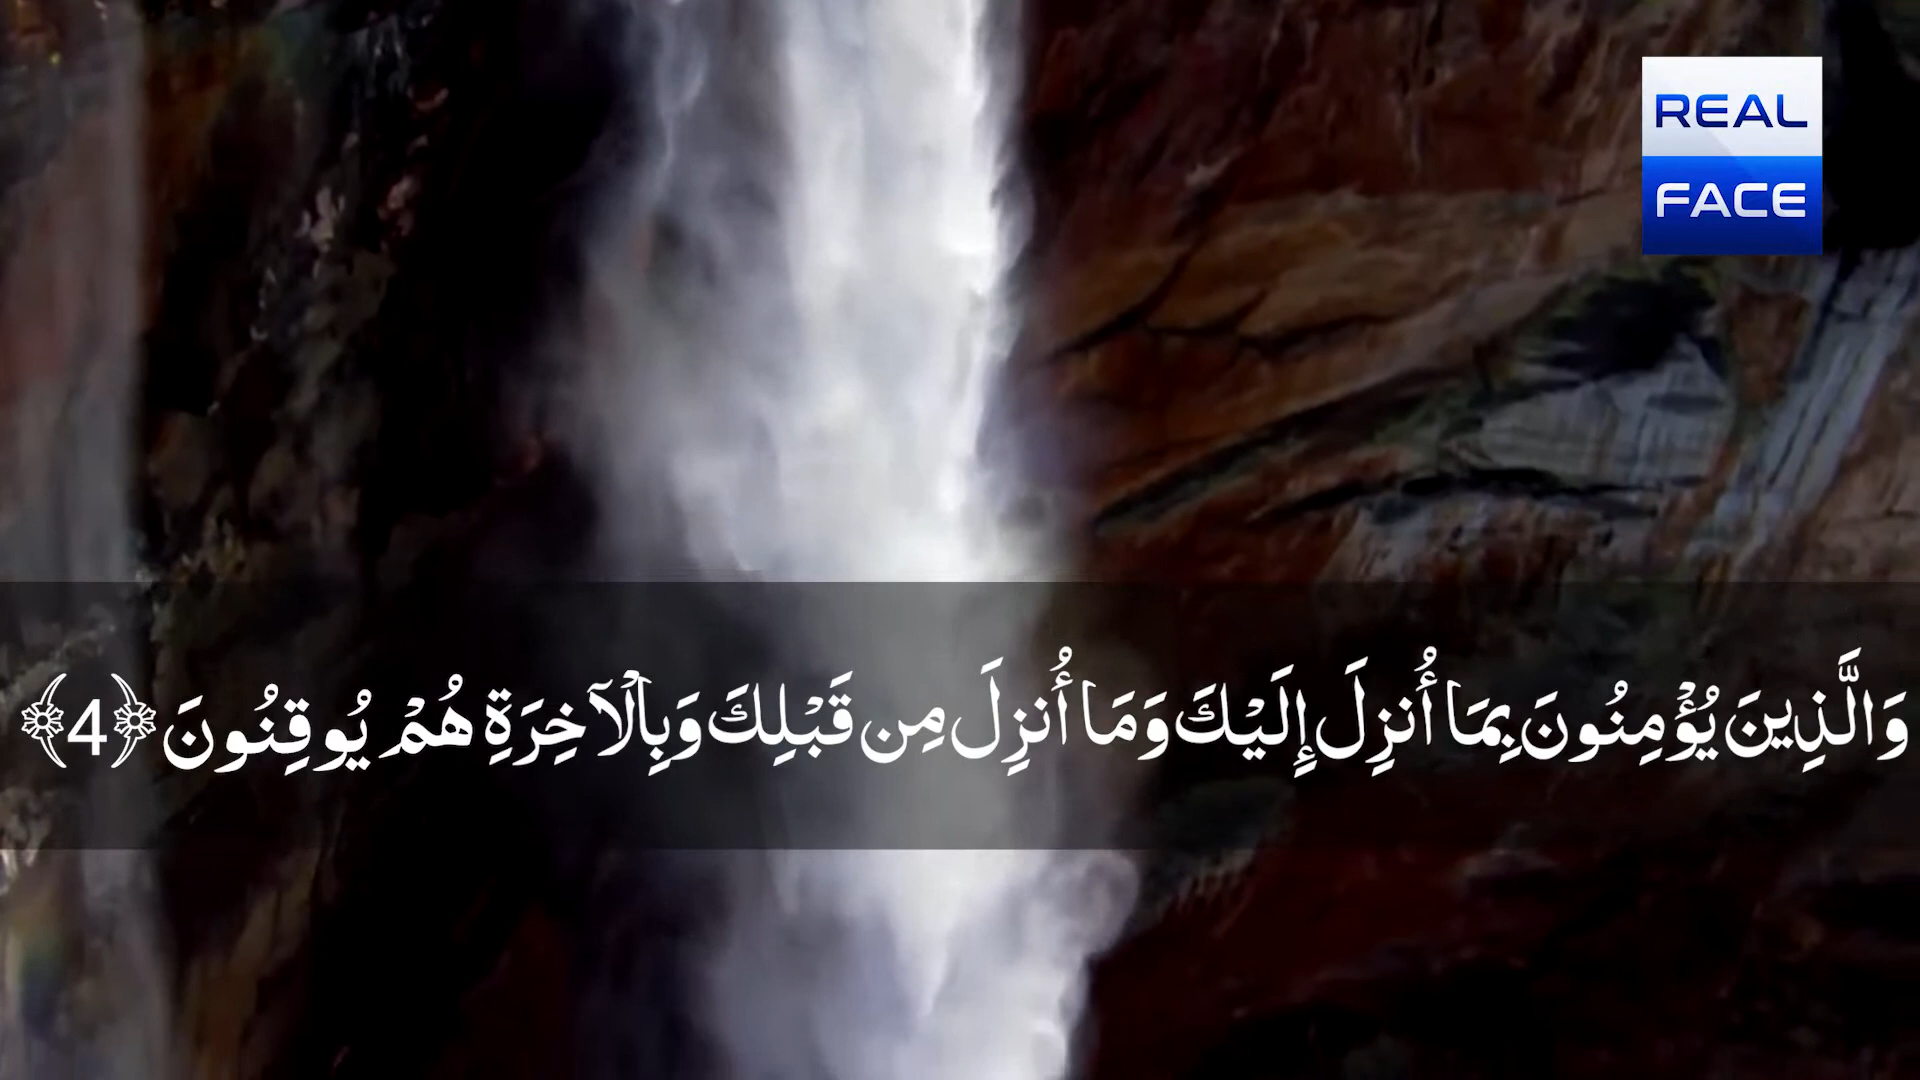 REAL
FACE
وَالَّذِينَ يُؤْمِنُونَ بِمَا أُنزِلَ إِلَيْكَ وَمَا أُنزِلَ مِن قَبْلِكَ وَبِالْآخِرَةِ هُمْ يُوقِنُونَ ﴿4﴾